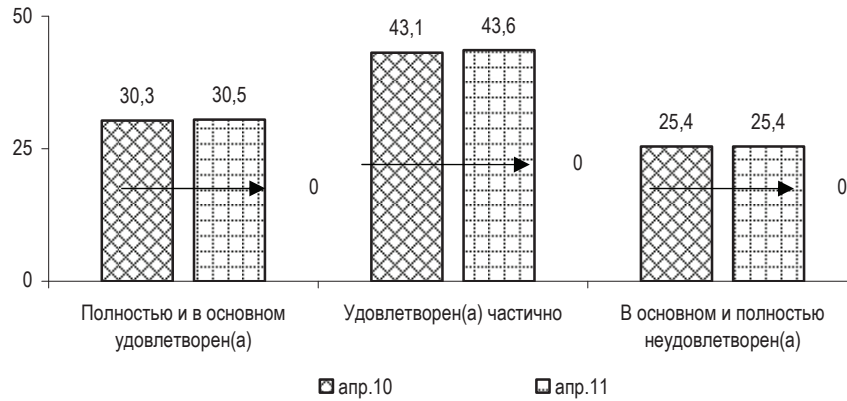 50
43,1
43,6
30,3
30,5
25,4
25,4
25
0
0
0
0
Полностью и в основном
удовлетворен(а)
Удовлетворен(а) частично
В основном и полностью
неудовлетворен(а)
апр.10
апр.11